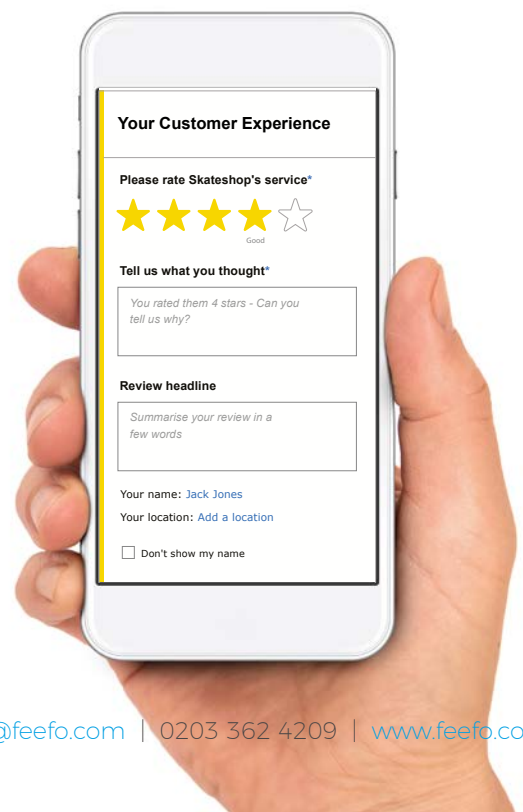 Your Customer Experience
Please rate Skateshop's service*
Good
Tell us what you thought*
You rated them 4 stars - Can you
tell us why?
Review headline
Summarise your review in a
few words
Your name: Jack Jones
Your location: Add a location
Don't show my name
@feefo.com | 0203 362 4209 | www.feefo.co